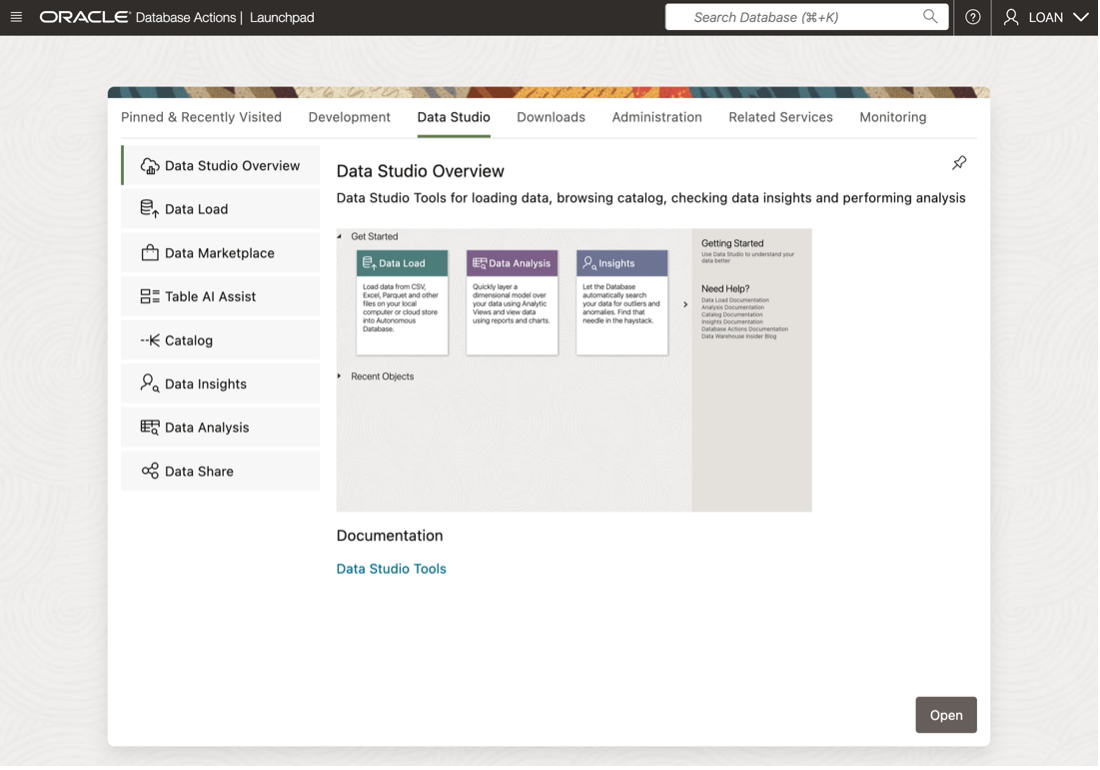 ORACLE Database Actions | Launchpad
Search Database (⌘+K)
LOAN
Pinned & Recently Visited Development Data Studio Downloads Administration Related Services Monitoring
Data Studio Overview
Data Load
Data Marketplace
Table AI Assist
Catalog
Data Insights
Data Analysis
Data Share
Data Studio Overview
Data Studio Tools for loading data, browsing catalog, checking data insights and performing analysis
Get Started
Data Load
Load data from CSV,
Excel, Parquet and other
files on your local
computer or cloud store
into Autonomous
Database.
Data Analysis
Quickly layer a
dimensional model over
your data using Analytic
Views and view data
using reports and charts.
Insights
Let the Database
automatically search
your data for outliers and
anomalies. Find that
needle in the haystack.
Recent Objects
Getting Started
Use Data Studio to understand your
data better
Need Help?
Data Load Documentation
Analysis Documentation
Catalog Documentation
Insights Documentation
Database Actions Documentation
Data Warehouse Insider Blog
Documentation
Data Studio Tools
Open